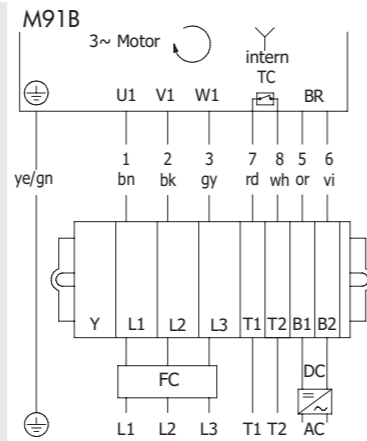 M91B
3~ Motor
intern
TC
U1 V1 W1 BR
1 2 3 7 8 5 6
ye/gn bn bk gy rd wh or vi
Y L1 L2 L3 T1 T2 B1 B2
FC DC
L1 L2 L3 T1 T2 AC